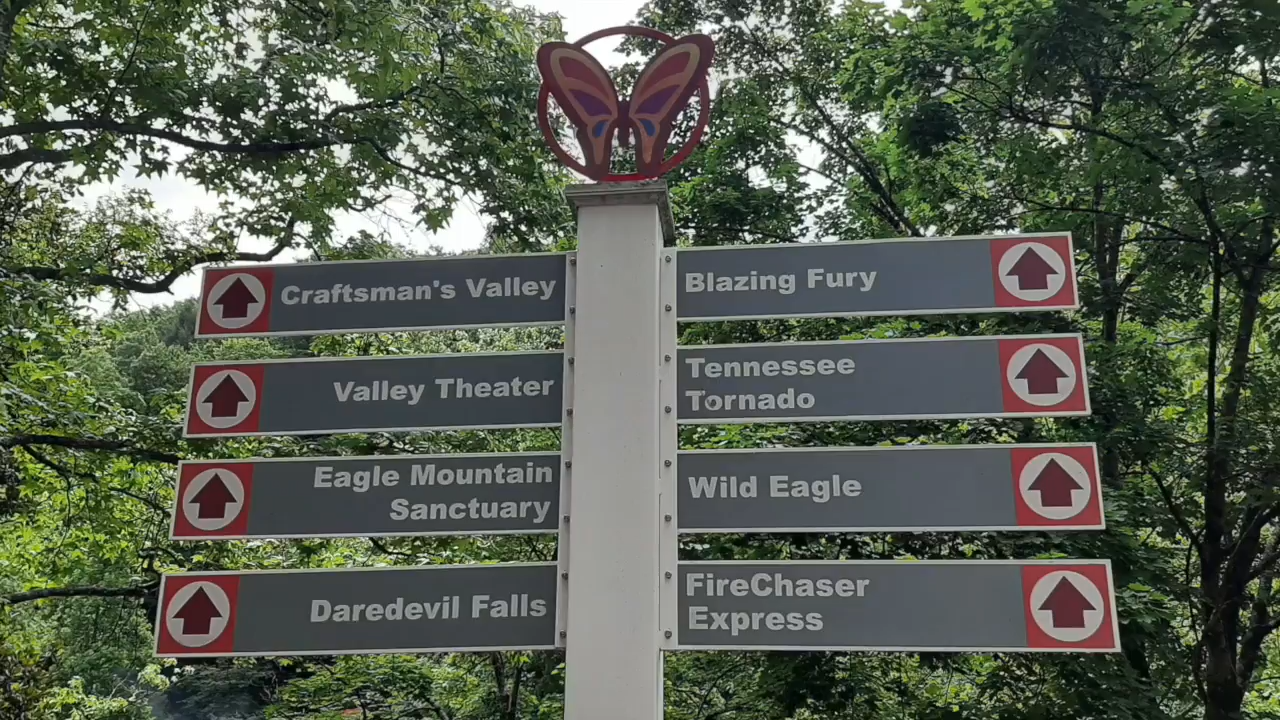 Craftsman's Valley
Valley Theater
Eagle Mountain
Sanctuary
Daredevil Falls
Blazing Fury
Tennessee
Tornado
Wild Eagle
FireChaser
Express